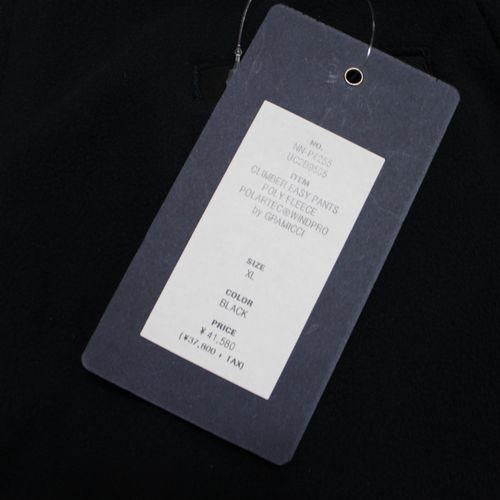 NO.
NN-P4255
UC2B9505
ITEM
CLIMBER EASY PANTS
POLY FLEECE
POLARTEC®WINDPRO
by GRAMICCI
SIZE
XL
COLOR
BLACK
PRICE
¥ 41,580
(¥37,800 + TAX)